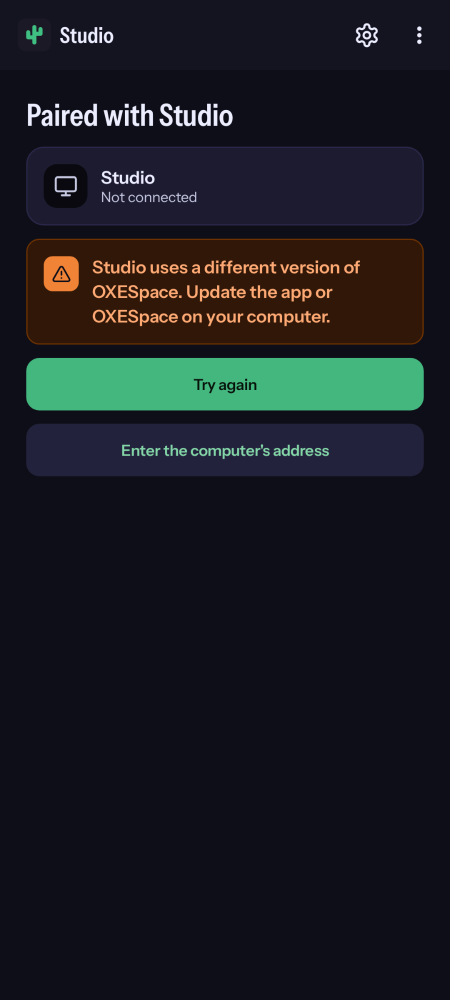 Studio
Paired with Studio
Studio
Not connected
Studio uses a different version of
OXESpace. Update the app or
OXESpace on your computer.
Try again
Enter the computer's address